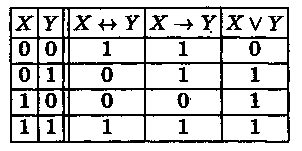 X Y X ↔ Y X → Y X ∨ Y
0 0 1 1 0
0 1 0 1 1
1 0 0 0 1
1 1 1 1 1